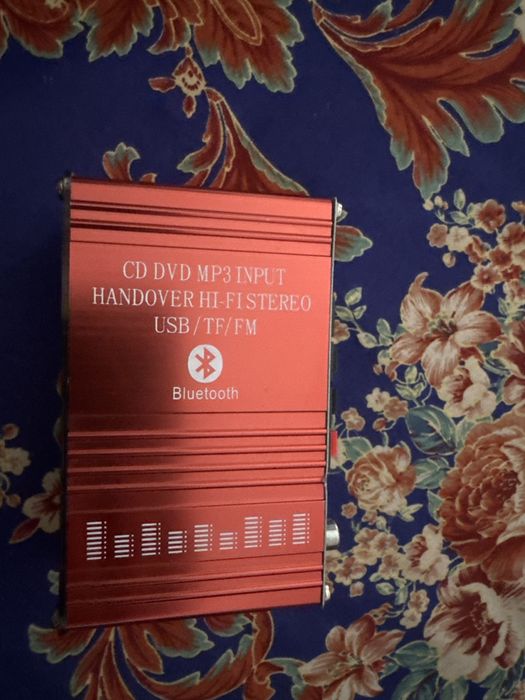 CD DVD MP3 INPUT
HANDOVER HI-FI STEREO
USB/TF/FM
Bluetooth